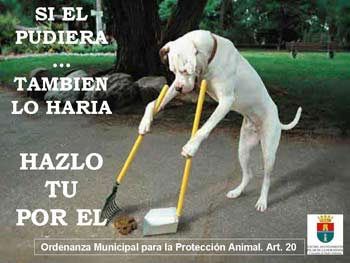 SI EL
PUDIERA
...
TAMBIEN
LO HARIA
HAZLO
TU
POR EL
Ordenanza Municipal para la Protección Animal. Art. 20